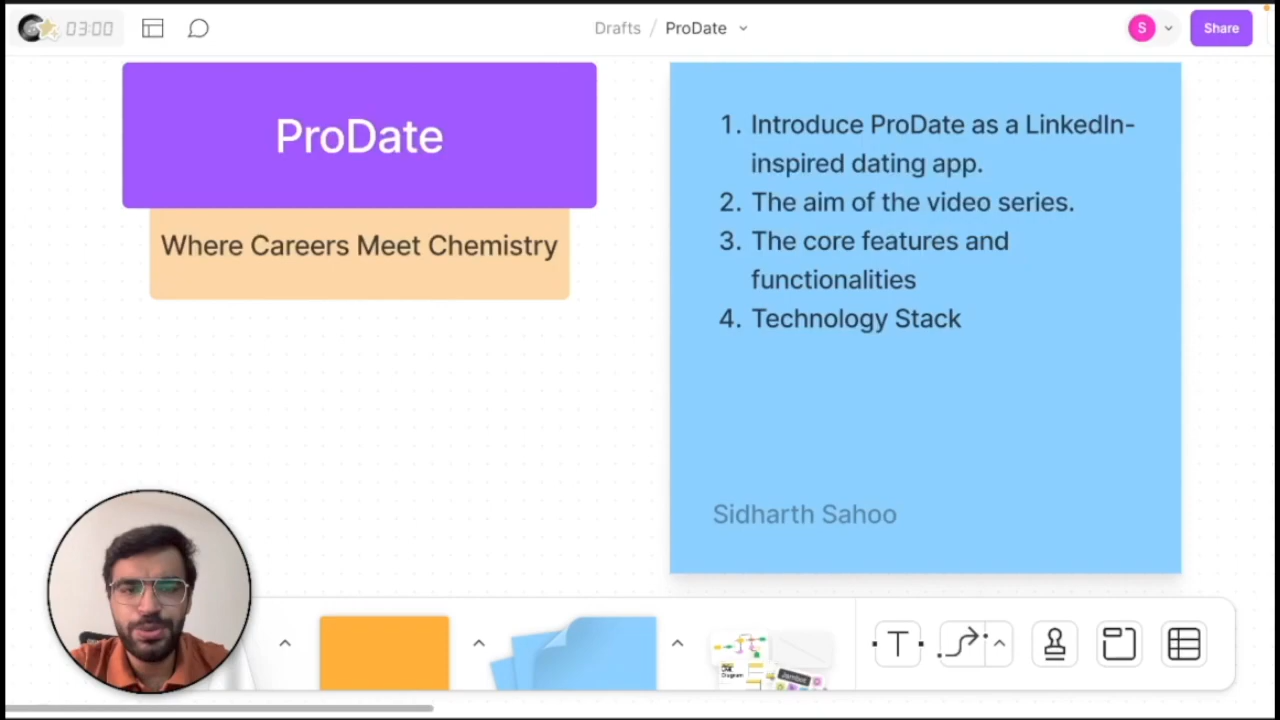 03:00
Drafts / ProDate
S
Share
ProDate
Where Careers Meet Chemistry
1. Introduce ProDate as a LinkedIn-
inspired dating app.
2. The aim of the video series.
3. The core features and
functionalities
4. Technology Stack
Sidharth Sahoo
T
Jambot